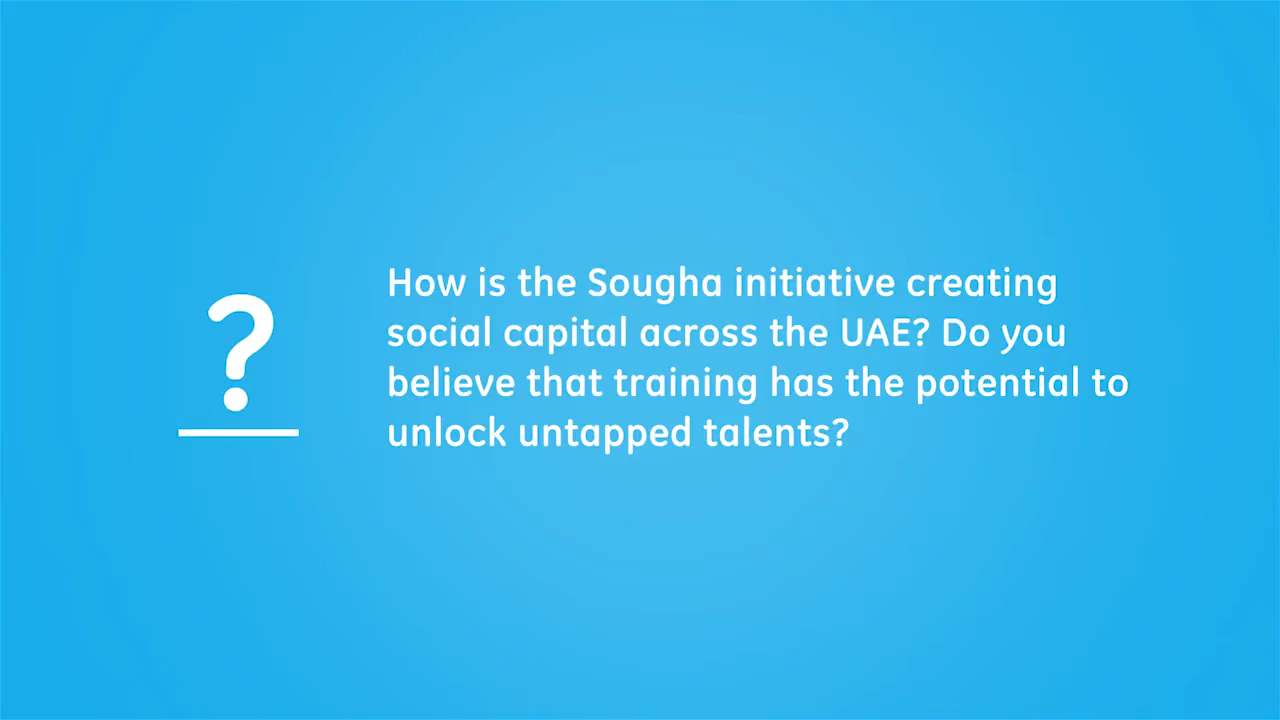 ?
How is the Sougha initiative creating
social capital across the UAE? Do you
believe that training has the potential to
unlock untapped talents?